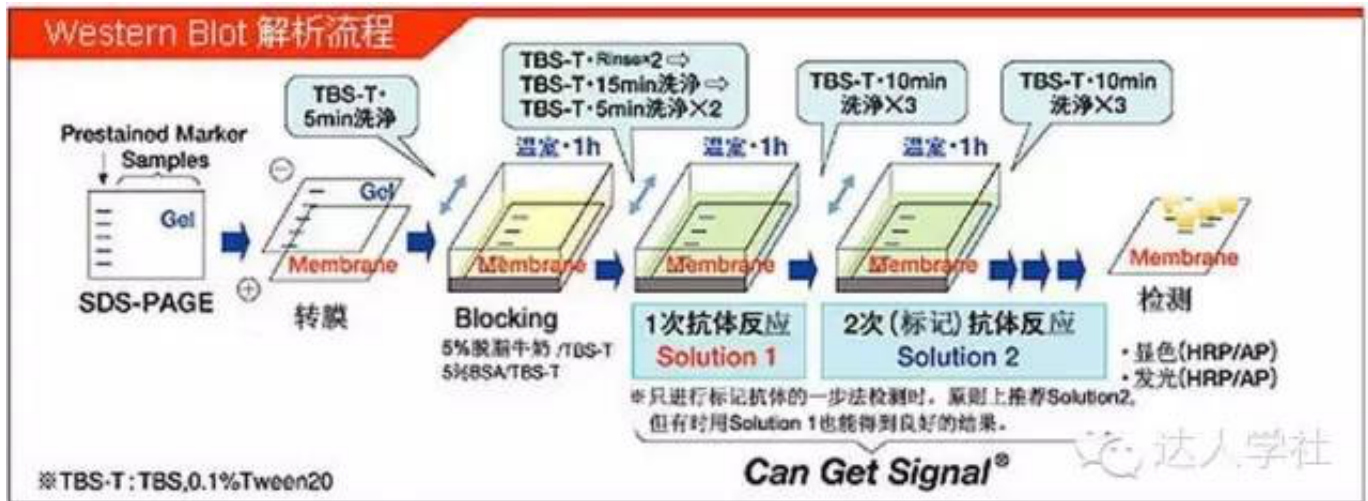 Western Blot 解析流程
TBS-T・
5min洗净
TBS-T・Rinse×2⇨
TBS-T・15min洗净⇨
TBS-T・5min洗净×2
TBS-T・10min
洗净×3
TBS-T・10min
洗净×3
Prestained Marker
Samples
Gel
SDS-PAGE
⊖
Gel
Membrane
⊕
转膜
温室・1h
Membrane
Blocking
5%脱脂牛奶/TBS-T
5%BSA/TBS-T
温室・1h
Membrane
1次抗体反应
Solution 1
温室・1h
Membrane
2次(标记)抗体反应
Solution 2
Membrane
检测
・显色(HRP/AP)
・发光(HRP/AP)
※只进行标记抗体的一步法检测时，原则上推荐Solution2。
但有时用Solution 1也能得到良好的结果。
Can Get Signal®
※TBS-T:TBS,0.1%Tween20
达人学社